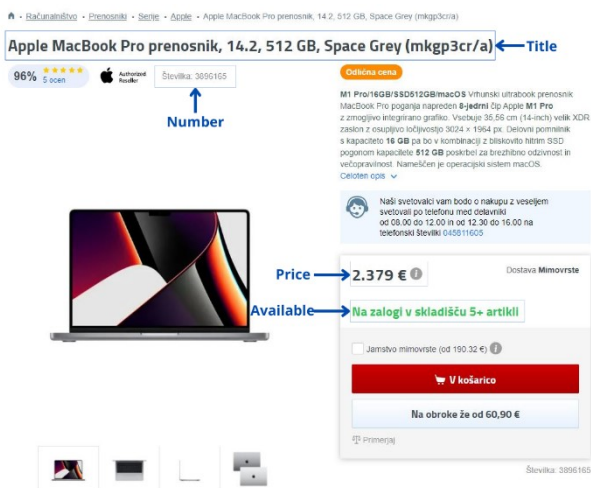 Računalništvo - Prenosniki - Serije - Apple - Apple MacBook Pro prenosnik, 14.2, 512 GB, Space Grey (mkgp3cr/a)
Apple MacBook Pro prenosnik, 14.2, 512 GB, Space Grey (mkgp3cr/a)
Title
96%
5 ocen
Authorized
Reseller
Številka: 3896165
Number
Odlična cena
M1 Pro/16GB/SSD512GB/macOS Vrhunski ultrabook prenosnik
MacBook Pro poganja napreden 8-jedrni čip Apple M1 Pro
z zmogljivo integrirano grafiko. Vsebuje 35,56 cm (14-inch) velik XDR
zaslon z osupljivo ločljivostjo 3024 × 1964 px. Delovni pomnilnik
s kapaciteto 16 GB pa bo v kombinaciji z bliskovito hitrim SSD
pogonom kapacitete 512 GB poskrbel za brezhibno odzivnost in
večopravilnost. Nameščen je operacijski sistem macOS.
Celoten opis
Naši svetovalci vam bodo o nakupu z veseljem
svetovali po telefonu med delavniki
od 08.00 do 12.00 in od 12.30 do 16.00 na
telefonski številki 045811605
Price
2.379 €
Dostava Mimovrste
Available
Na zalogi v skladišču 5+ artikli
Jamstvo mimovrste (od 190.32 €)
V košarico
Na obroke že od 60,90 €
Primerjaj
Številka: 3896165